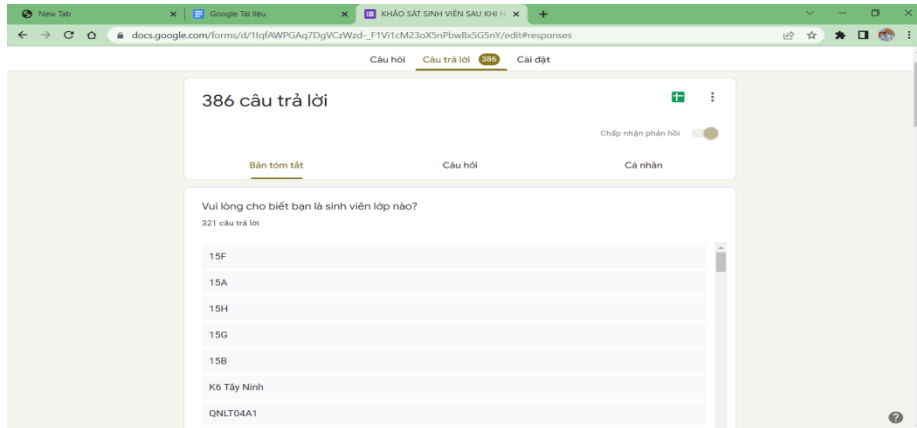 New Tab
Google Tài liệu
KHẢO SÁT SINH VIÊN SAU KHI H
docs.google.com/forms/d/1IqfAWPGAq7DgVCzWzd-_F1Vi1cM23oX5nPbwBx5G5nY/edit#responses
Câu hỏi Câu trả lời 386 Cài đặt
386 câu trả lời
Chấp nhận phản hồi
Bản tóm tắt Câu hỏi Cá nhân
Vui lòng cho biết bạn là sinh viên lớp nào?
321 câu trả lời
15F
15A
15H
15G
15B
K6 Tây Ninh
QNLT04A1